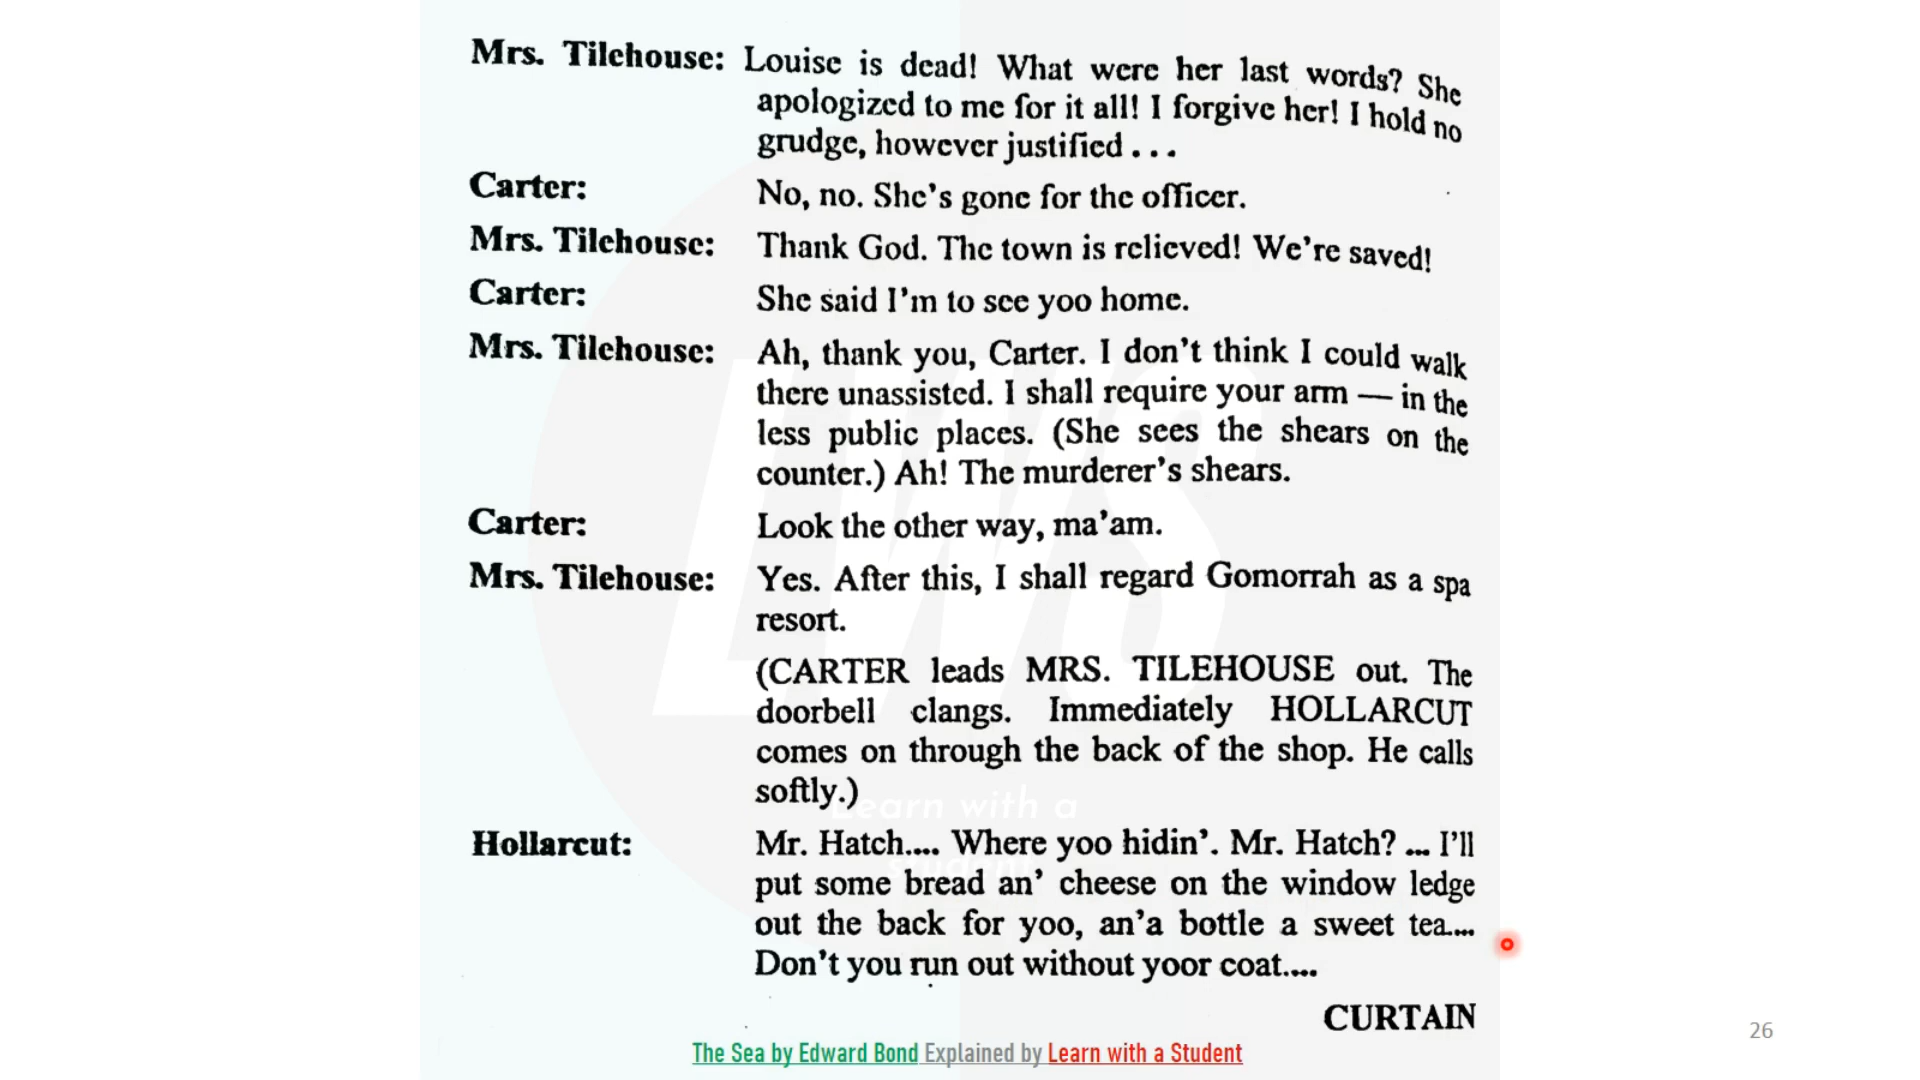 Mrs. Tilehouse: Louise is dead! What were her last words? She
apologized to me for it all! I forgive her! I hold no
grudge, however justified . . .
Carter: No, no. She's gone for the officer.
Mrs. Tilehouse: Thank God. The town is relieved! We're saved!
Carter: She said I'm to see yoo home.
Mrs. Tilehouse: Ah, thank you, Carter. I don't think I could walk
there unassisted. I shall require your arm — in the
less public places. (She sees the shears on the
counter.) Ah! The murderer's shears.
Carter: Look the other way, ma'am.
Mrs. Tilehouse: Yes. After this, I shall regard Gomorrah as a spa
resort.
(CARTER leads MRS. TILEHOUSE out. The
doorbell clangs. Immediately HOLLARCUT
comes on through the back of the shop. He calls
softly.)
Hollarcut: Mr. Hatch.... Where yoo hidin'. Mr. Hatch? ... I'll
put some bread an' cheese on the window ledge
out the back for yoo, an'a bottle a sweet tea....
Don't you run out without yoor coat....
CURTAIN
LWS
Learn with a
student
The Sea by Edward Bond Explained by Learn with a Student
26